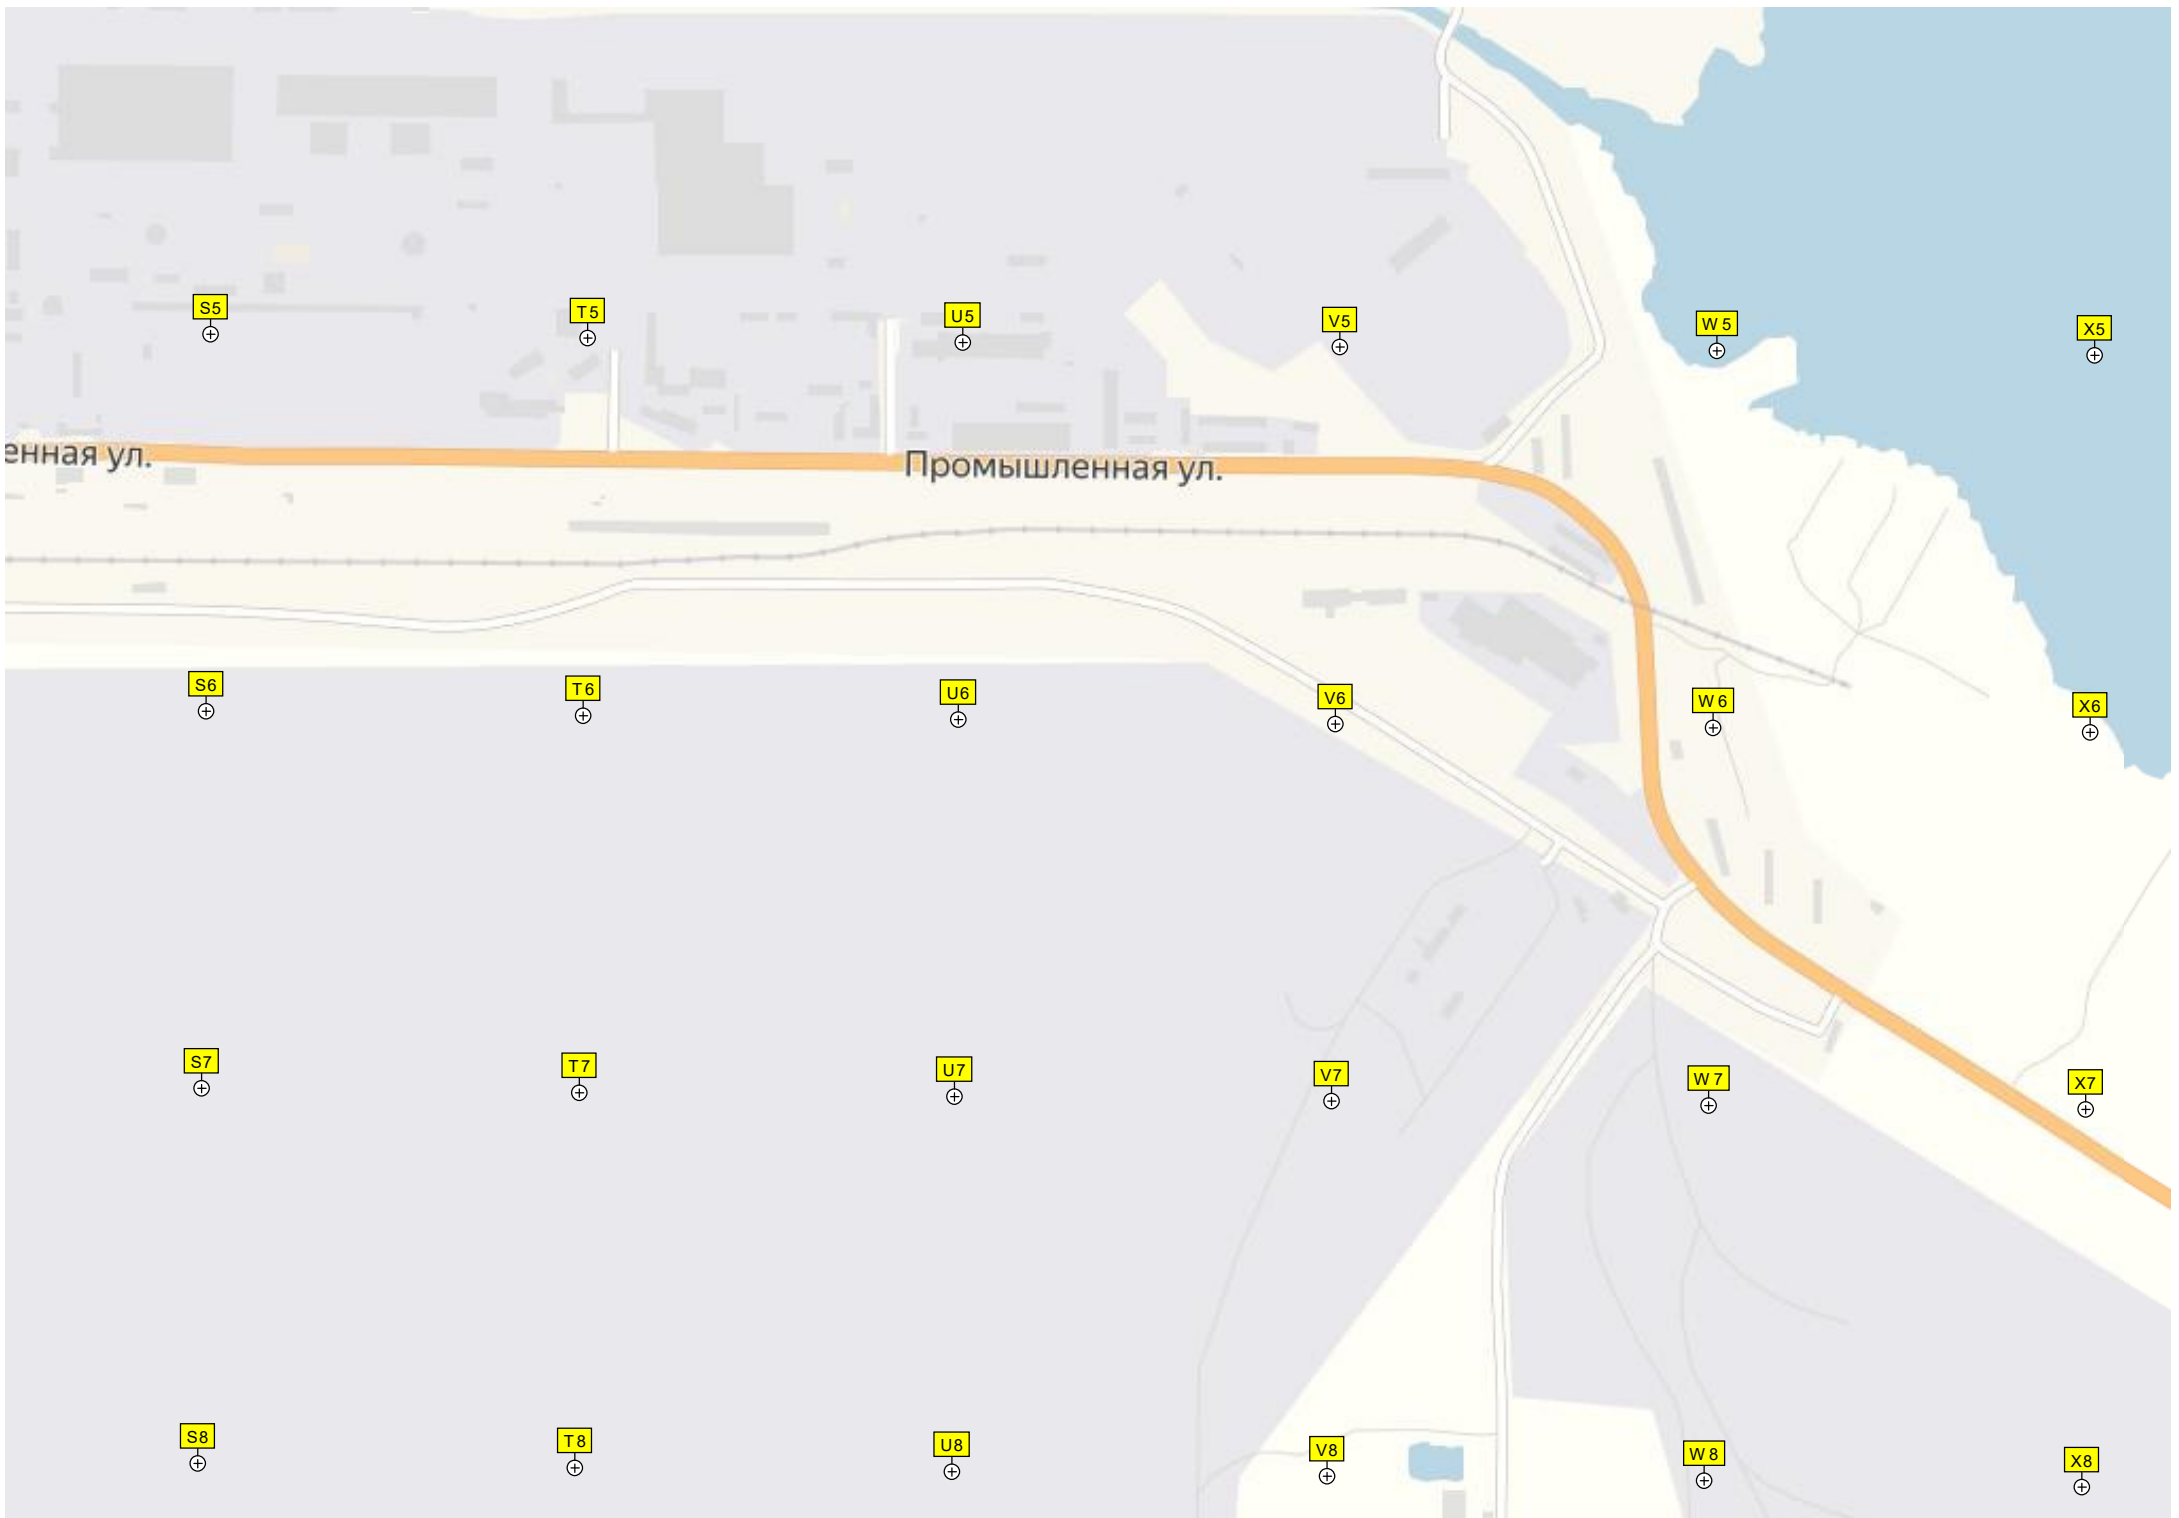 S5
T5
U5
V5
W5
X5
енная ул.
Промышленная ул.
S6
T6
U6
V6
W6
X6
S7
T7
U7
V7
W7
X7
S8
T8
U8
V8
W8
X8